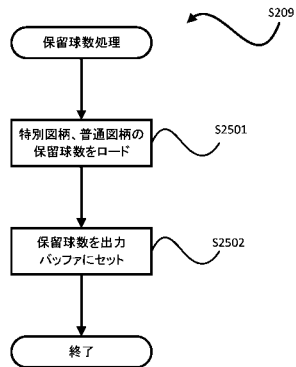 保留球数処理
S209
特別図柄、普通図柄の
保留球数をロード
S2501
保留球数を出力
バッファにセット
S2502
終了